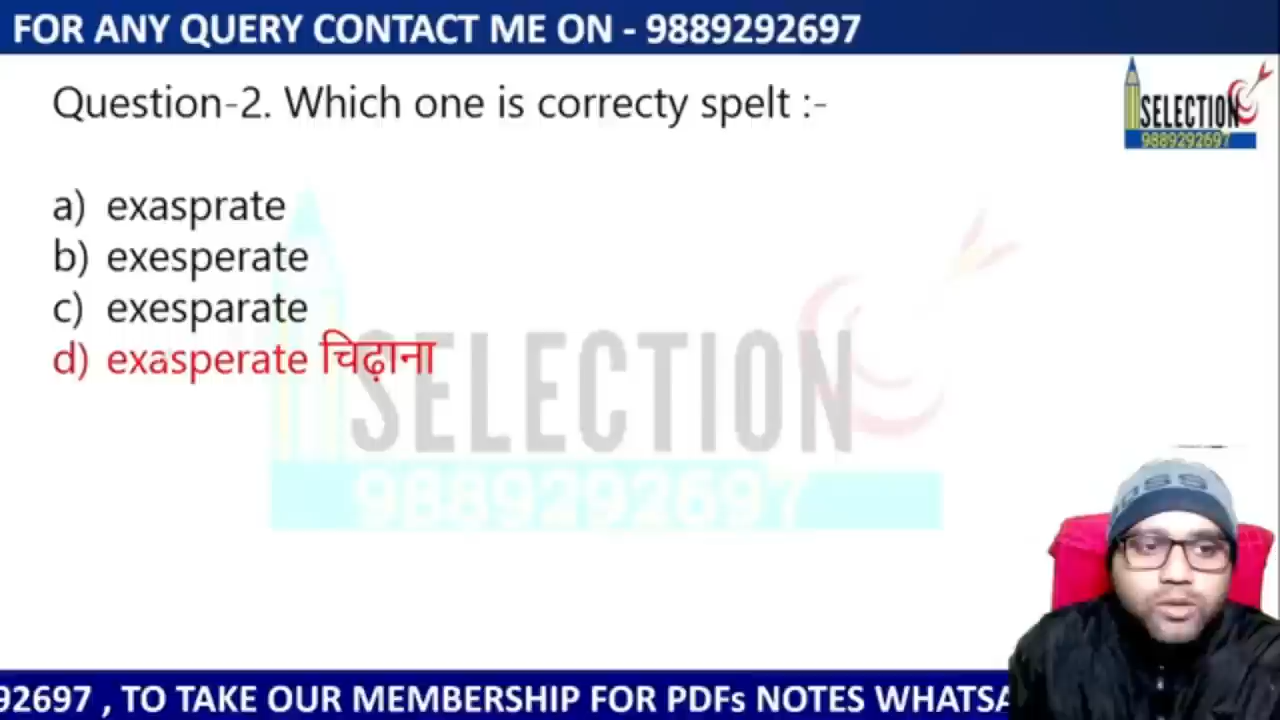 FOR ANY QUERY CONTACT ME ON - 9889292697
SELECTION
9889292697
Question-2. Which one is correcty spelt :-
a) exasprate
b) exesperate
c) exesparate
d) exasperate चिढ़ाना
SELECTION
9889292697
92697 , TO TAKE OUR MEMBERSHIP FOR PDFs NOTES WHATSA